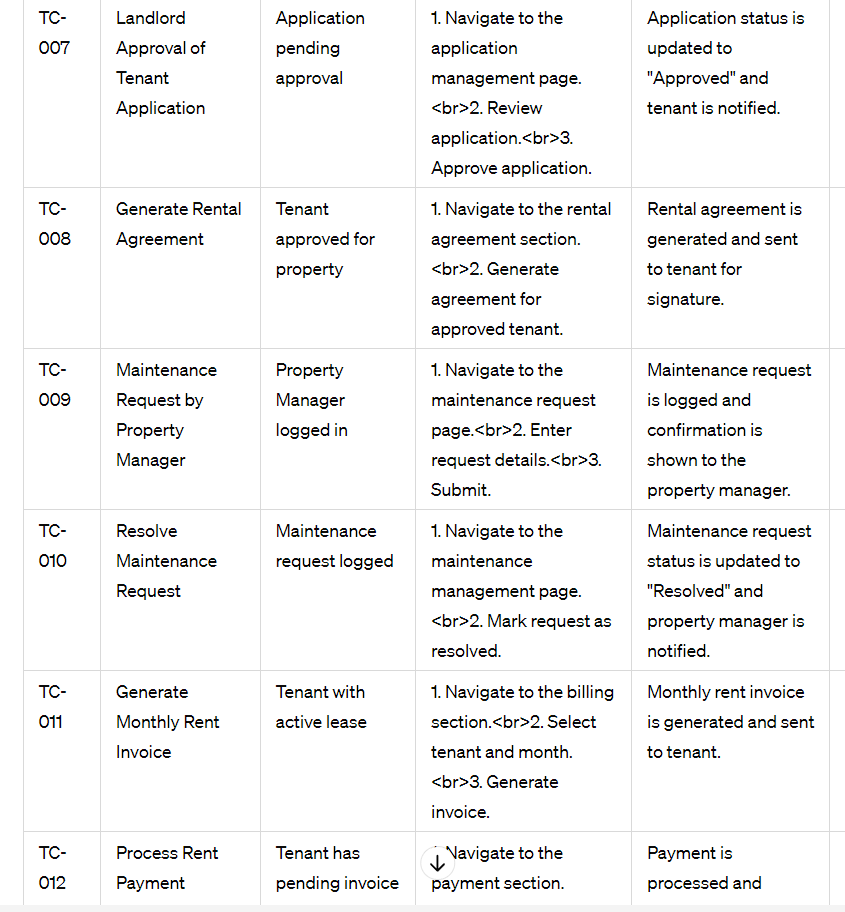 TC-
007
Landlord
Approval of
Tenant
Application
Application
pending
approval
1. Navigate to the
application
management page.
<br>2. Review
application.<br>3.
Approve application.
Application status is
updated to
"Approved" and
tenant is notified.
TC-
008
Generate Rental
Agreement
Tenant
approved for
property
1. Navigate to the rental
agreement section.
<br>2. Generate
agreement for
approved tenant.
Rental agreement is
generated and sent
to tenant for
signature.
TC-
009
Maintenance
Request by
Property
Manager
Property
Manager
logged in
1. Navigate to the
maintenance request
page.<br>2. Enter
request details.<br>3.
Submit.
Maintenance request
is logged and
confirmation is
shown to the
property manager.
TC-
010
Resolve
Maintenance
Request
Maintenance
request logged
1. Navigate to the
maintenance
management page.
<br>2. Mark request as
resolved.
Maintenance request
status is updated to
"Resolved" and
property manager is
notified.
TC-
011
Generate
Monthly Rent
Invoice
Tenant with
active lease
1. Navigate to the billing
section.<br>2. Select
tenant and month.
<br>3. Generate
invoice.
Monthly rent invoice
is generated and sent
to tenant.
TC-
012
Process Rent
Payment
Tenant has
pending invoice
Navigate to the
payment section.
Payment is
processed and